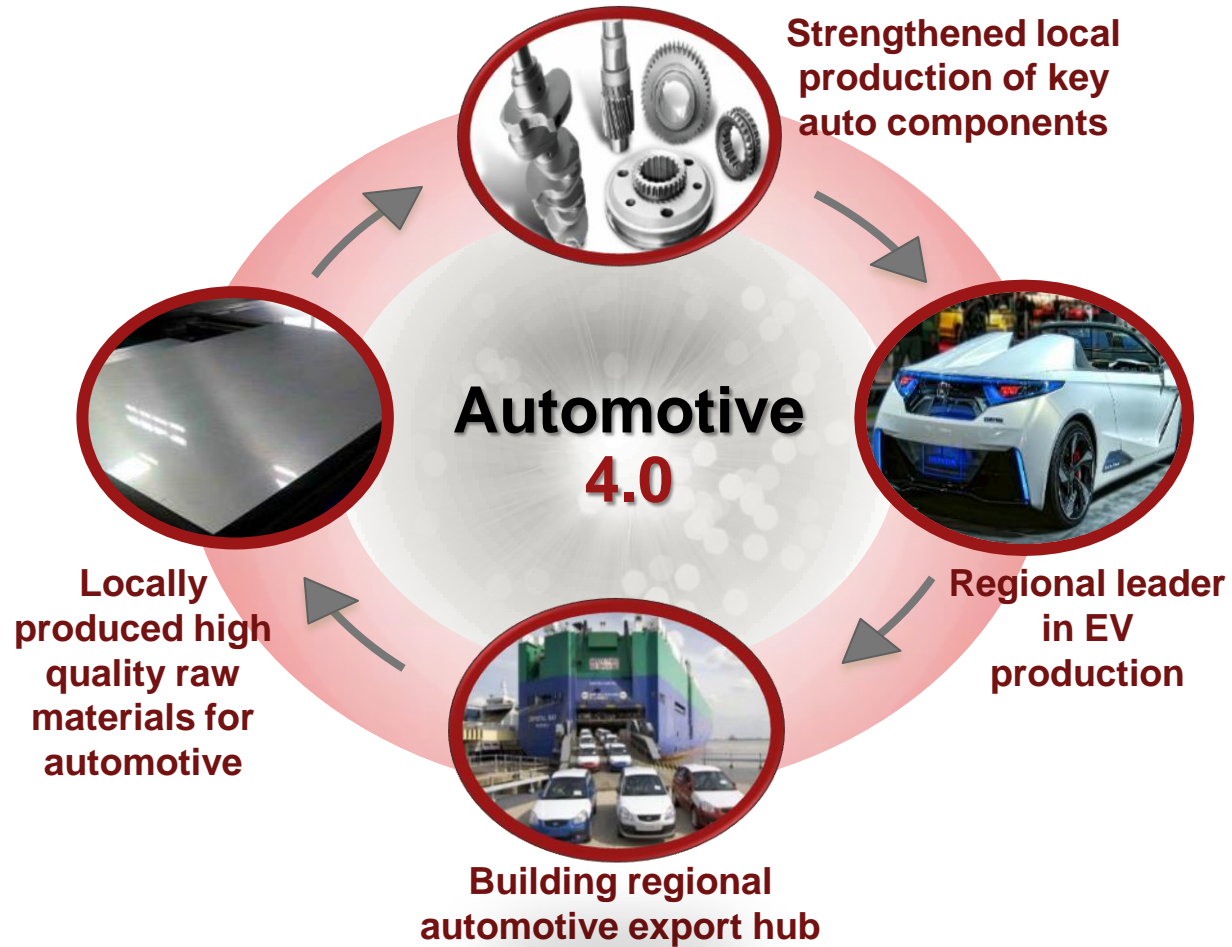 Strengthened local
production of key
auto components
Automotive
4.0
Regional leader
in EV
production
Locally
produced high
quality raw
materials for
automotive
Building regional
automotive export hub